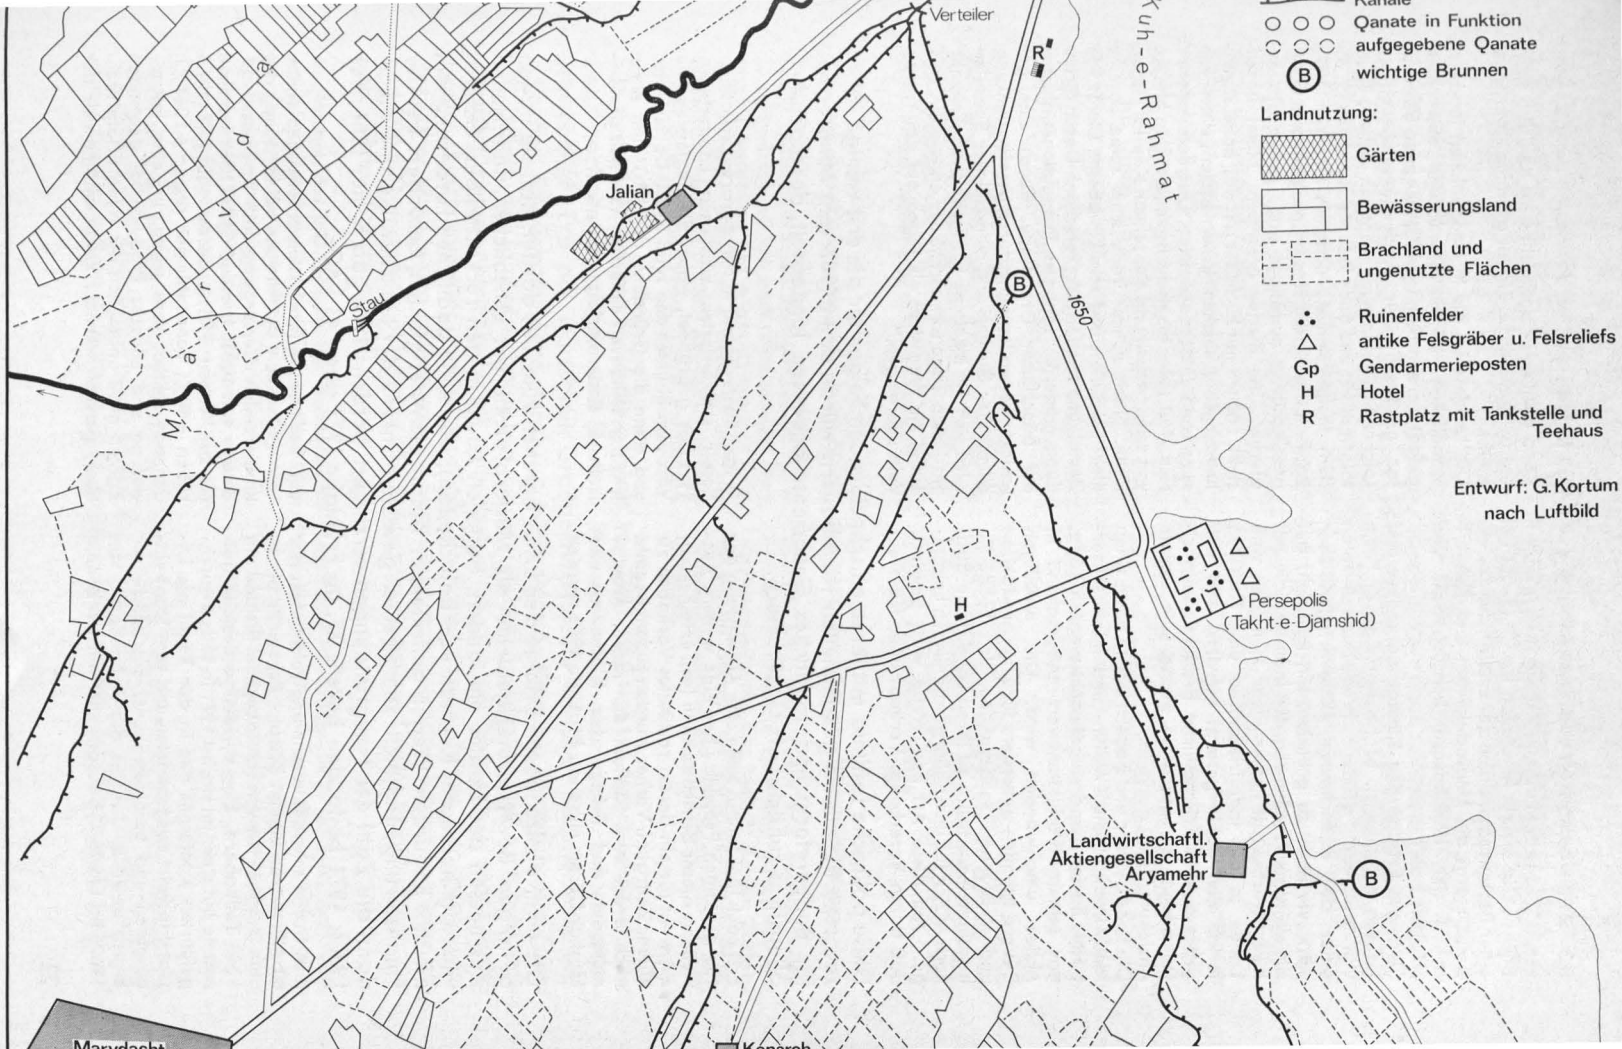 Verteiler
R
Kuh-e-Rahmat
Kanäle
Qanate in Funktion
aufgegebene Qanate
B
wichtige Brunnen
Landnutzung:
Gärten
Bewässerungsland
Brachland und
ungenutzte Flächen
Ruinenfelder
antike Felsgräber u. Felsreliefs
Gp
Gendarmerieposten
H
Hotel
R
Rastplatz mit Tankstelle und
Teehaus
Entwurf: G. Kortum
nach Luftbild
Jalian
Stau
Marvda
B
1650
H
Persepolis
(Takht-e-Djamshid)
Landwirtschaftl.
Aktiengesellschaft
Aryamehr
B
Marvdasht